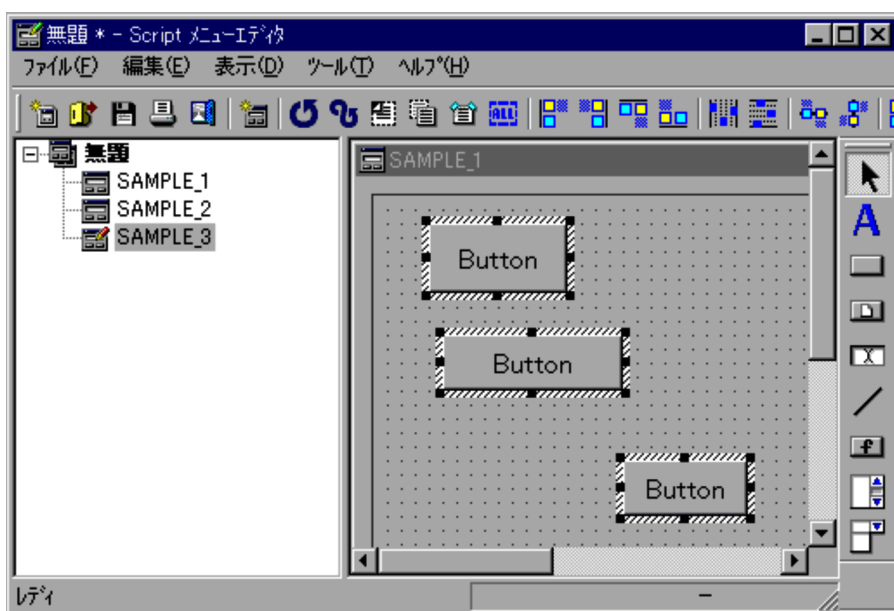 無題 * - Script ﾒﾆｭｰｴﾃﾞｨﾀ
ﾌｧｲﾙ(F) 編集(E) 表示(D) ﾂｰﾙ(T) ﾍﾙﾌﾟ(H)
ALL
無題
SAMPLE_1
SAMPLE_2
SAMPLE_3
SAMPLE_1
Button
Button
Button
A
f
ﾚﾃﾞｨ